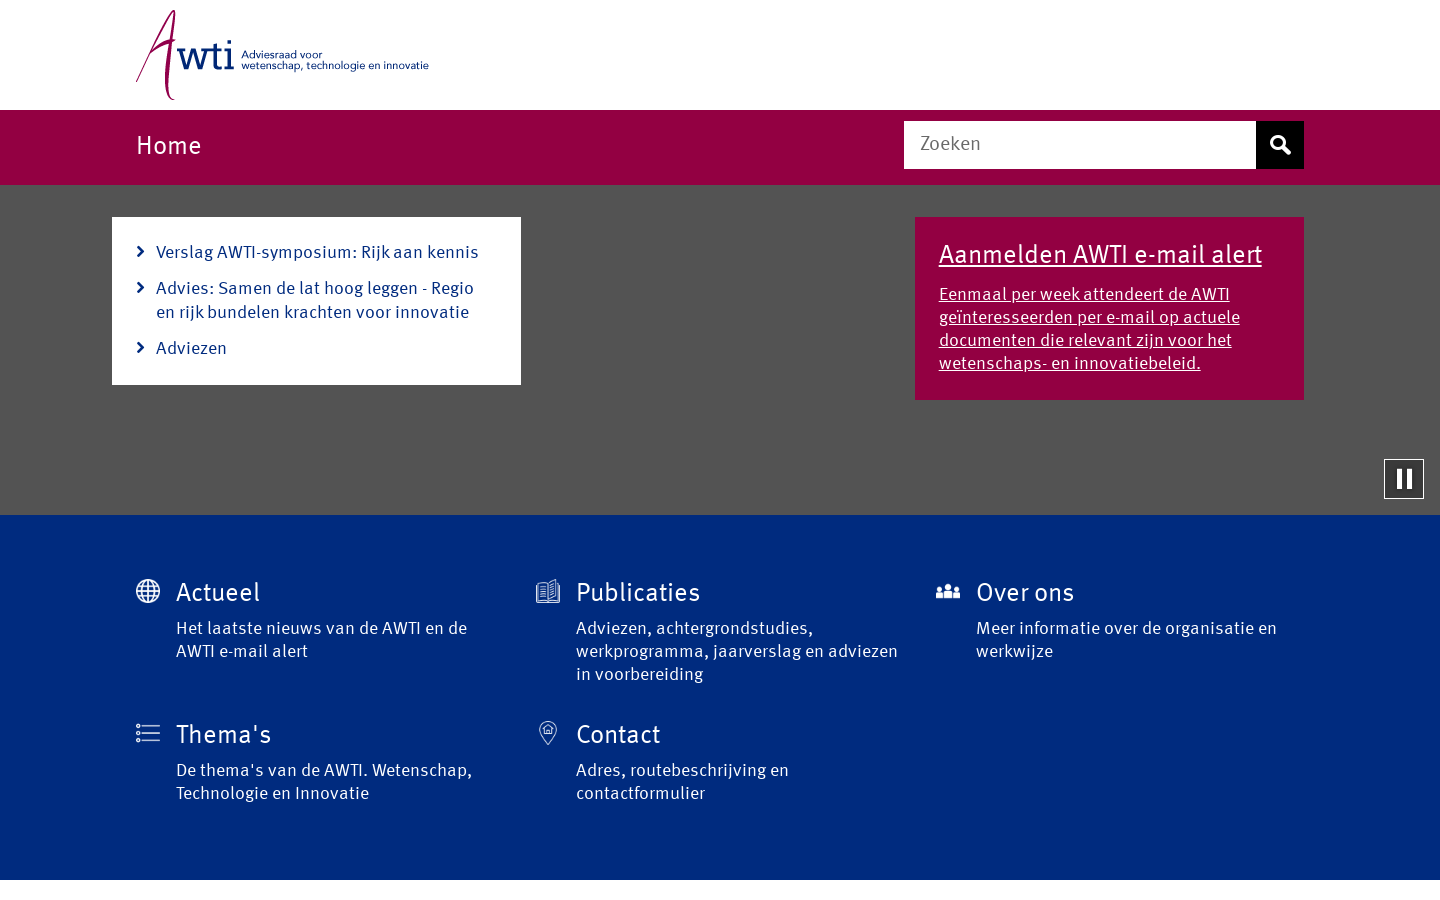 Awti Adviesraad voor
wetenschap, technologie en innovatie
Home
Zoeken
Verslag AWTI-symposium: Rijk aan kennis
Advies: Samen de lat hoog leggen - Regio
en rijk bundelen krachten voor innovatie
Adviezen
Aanmelden AWTI e-mail alert
Eenmaal per week attendeert de AWTI
geïnteresseerden per e-mail op actuele
documenten die relevant zijn voor het
wetenschaps- en innovatiebeleid.
Actueel
Het laatste nieuws van de AWTI en de
AWTI e-mail alert
Publicaties
Adviezen, achtergrondstudies,
werkprogramma, jaarverslag en adviezen
in voorbereiding
Over ons
Meer informatie over de organisatie en
werkwijze
Thema's
De thema's van de AWTI. Wetenschap,
Technologie en Innovatie
Contact
Adres, routebeschrijving en
contactformulier